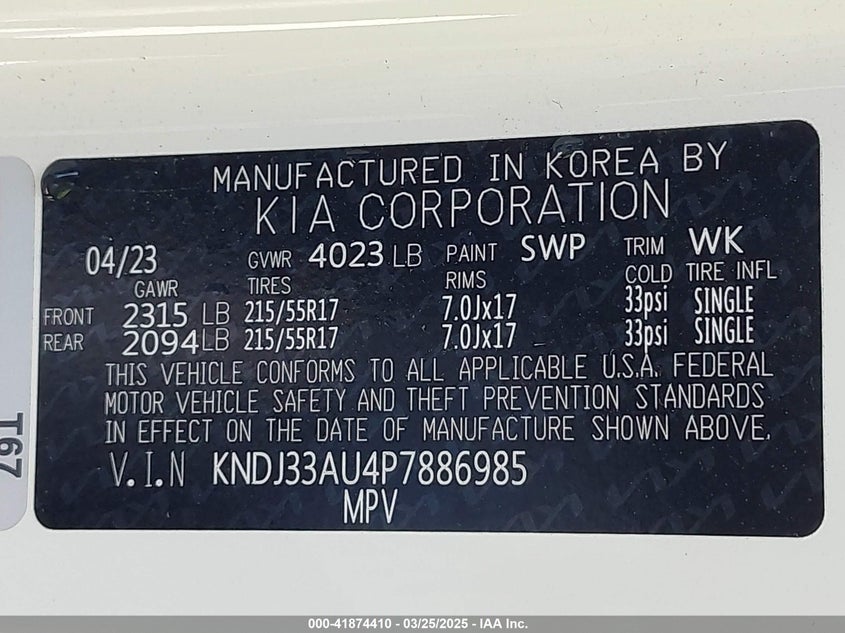 MANUFACTURED IN KOREA BY
KIA CORPORATION
04/23 GVWR 4023 LB PAINT SWP TRIM WK
GAWR TIRES RIMS COLD TIRE INFL
FRONT 2315 LB 215/55R17 7.0Jx17 33psi SINGLE
REAR 2094 LB 215/55R17 7.0Jx17 33psi SINGLE
THIS VEHICLE CONFORMS TO ALL APPLICABLE U.S.A. FEDERAL
MOTOR VEHICLE SAFETY AND THEFT PREVENTION STANDARDS
IN EFFECT ON THE DATE OF MANUFACTURE SHOWN ABOVE.
V.I.N KNDJ33AU4P7886985
MPV
000-41874410 - 03/25/2025 - IAA Inc.